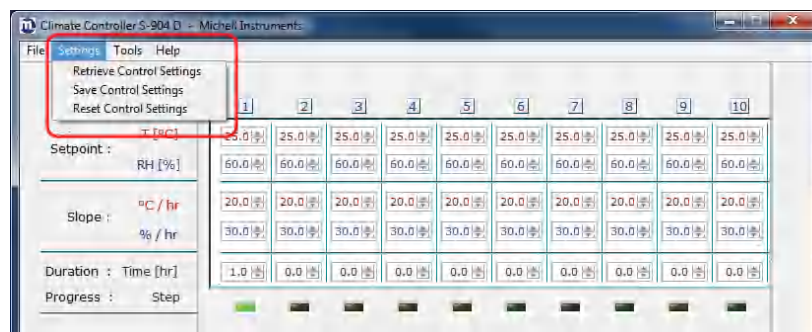 Climate Controller S-904 D - Michell Instruments
File Settings Tools Help
Retrieve Control Settings
Save Control Settings
Reset Control Settings
1 2 3 4 5 6 7 8 9 10
Setpoint :
T [ºC] 25.0 25.0 25.0 25.0 25.0 25.0 25.0 25.0 25.0 25.0
RH [%] 60.0 60.0 60.0 60.0 60.0 60.0 60.0 60.0 60.0 60.0
Slope :
ºC / hr 20.0 20.0 20.0 20.0 20.0 20.0 20.0 20.0 20.0 20.0
% / hr 30.0 30.0 30.0 30.0 30.0 30.0 30.0 30.0 30.0 30.0
Duration : Time [hr] 1.0 0.0 0.0 0.0 0.0 0.0 0.0 0.0 0.0 0.0
Progress : Step